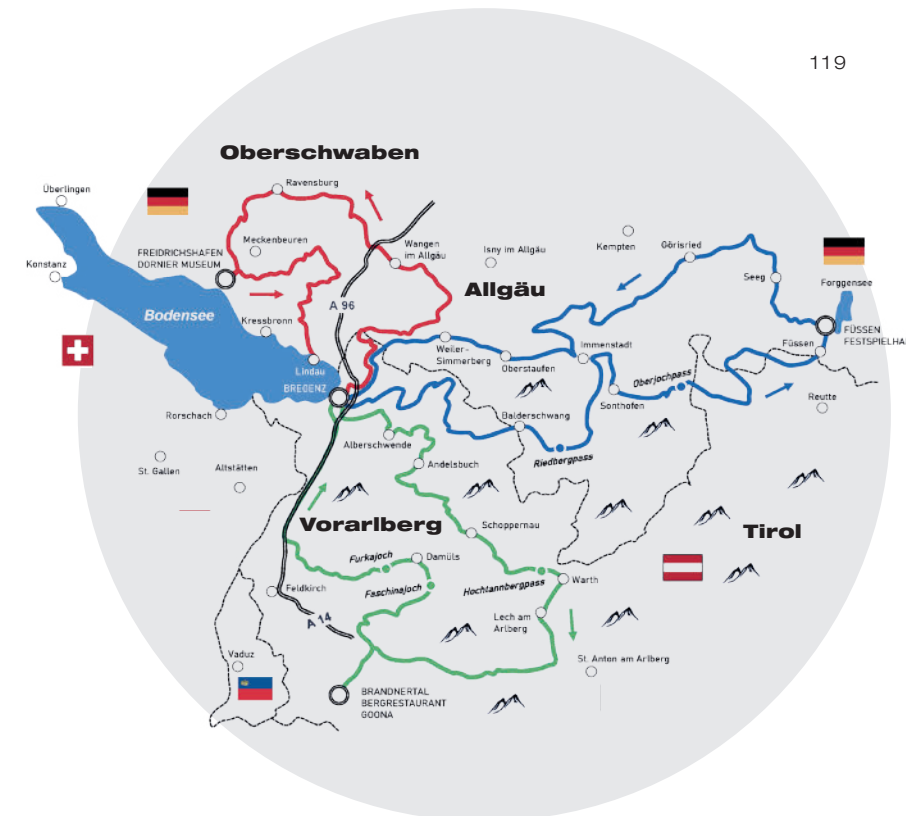 119
Oberschwaben
Überlingen
Ravensburg
Meckenbeuren
FREIDRICHSHAFEN
DORNIER MUSEUM
Konstanz
Wangen
im Allgäu
Isny im Allgäu
Kempten
Görisried
Seeg
Forggensee
Allgäu
A 96
Bodensee
Kressbronn
FÜSSEN
FESTSPIELHA
Füssen
Weiler-
Simmerberg
Oberstaufen
Immenstadt
Lindau
BREGENZ
Oberjochpass
Sonthofen
Reutte
Rorschach
Balderschwang
Alberschwende
Riedbergpass
St. Gallen
Altstätten
Andelsbuch
Vorarlberg
Schoppernau
Tirol
Furkajoch
Damüls
Faschinajoch
Hochtannbergpass
Warth
Feldkirch
A 14
Lech am
Arlberg
Vaduz
St. Anton am Arlberg
BRANDNERTAL
BERGRESTAURANT
GOONA